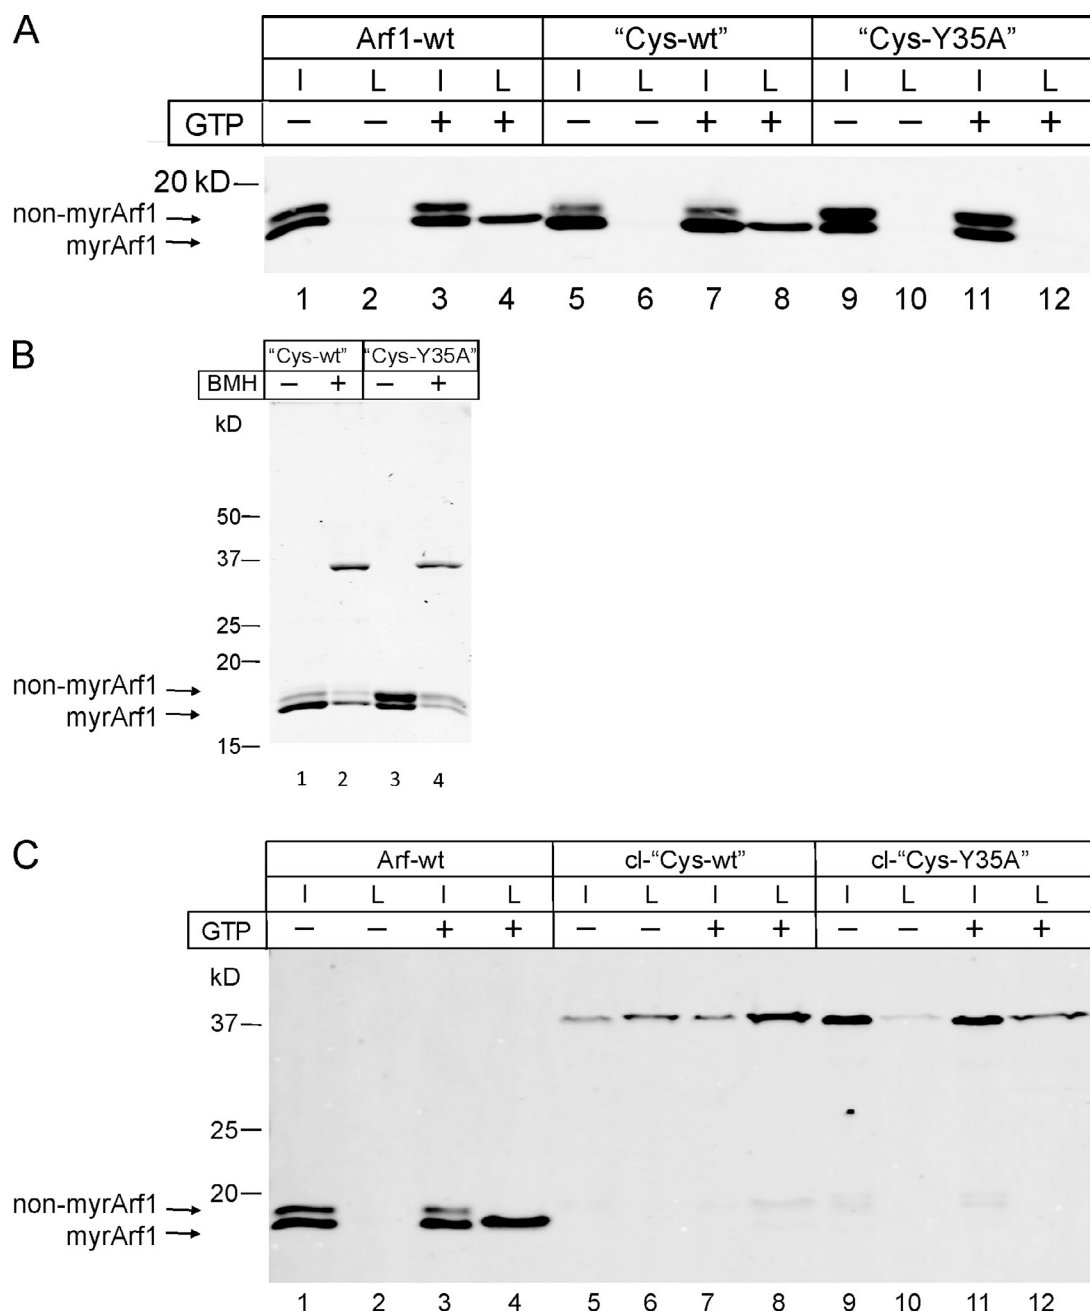 A
Arf1-wt "Cys-wt" "Cys-Y35A"
I L I L I L I L I L I L
GTP – – + + – – + + – – + +
20 kD
non-myrArf1
myrArf1
1 2 3 4 5 6 7 8 9 10 11 12
B
"Cys-wt" "Cys-Y35A"
BMH – + – +
kD
50
37
25
20
non-myrArf1
myrArf1
15
1 2 3 4
C
Arf-wt cl-"Cys-wt" cl-"Cys-Y35A"
I L I L I L I L I L I L
GTP – – + + – – + + – – + +
kD
37
25
20
non-myrArf1
myrArf1
1 2 3 4 5 6 7 8 9 10 11 12